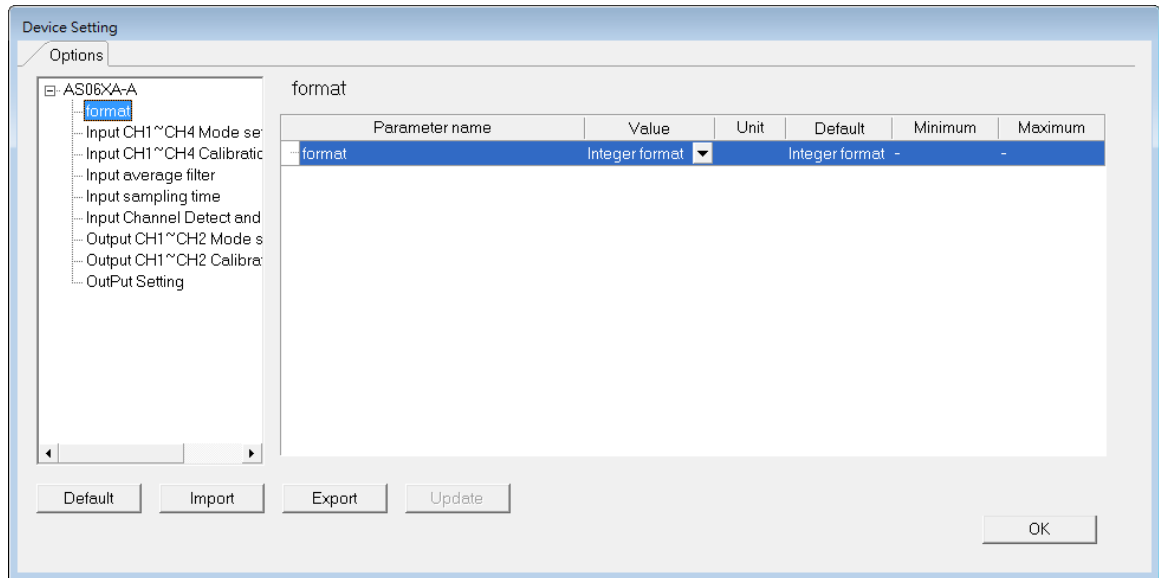 Device Setting
Options
AS06XA-A
format
Input CH1~CH4 Mode se
Input CH1~CH4 Calibratic
Input average filter
Input sampling time
Input Channel Detect and
Output CH1~CH2 Mode s
Output CH1~CH2 Calibra
OutPut Setting
format
Parameter name Value Unit Default Minimum Maximum
format Integer format Integer format - -
Default Import Export Update
OK